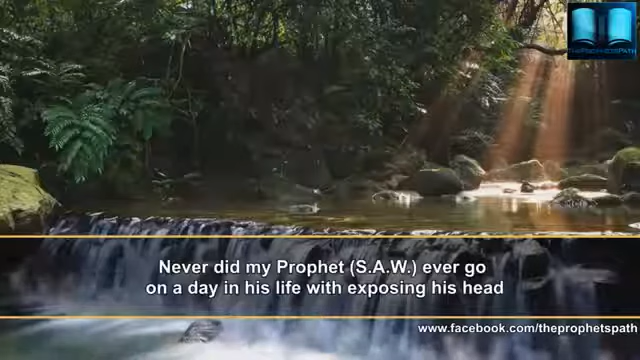 THEPROPHETSPATH
Never did my Prophet (S.A.W.) ever go
on a day in his life with exposing his head
www.facebook.com/theprophetspath